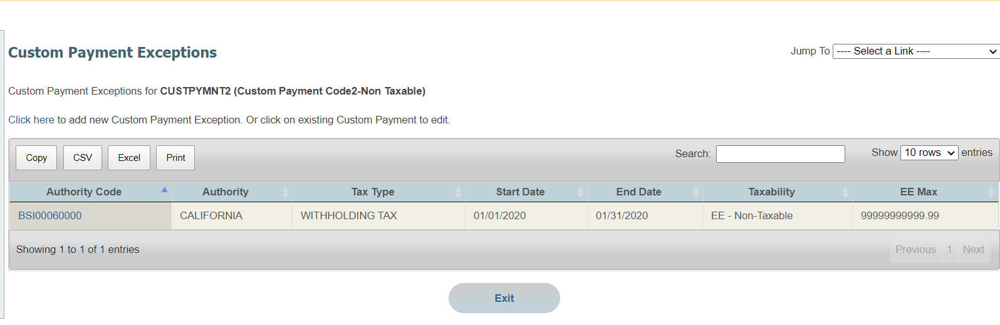 Custom Payment Exceptions
Jump To ---- Select a Link ----
Custom Payment Exceptions for CUSTPYMNT2 (Custom Payment Code2-Non Taxable)
Click here to add new Custom Payment Exception. Or click on existing Custom Payment to edit.
Copy CSV Excel Print Search: Show 10 rows entries
Authority Code Authority Tax Type Start Date End Date Taxability EE Max
BSI00060000 CALIFORNIA WITHHOLDING TAX 01/01/2020 01/31/2020 EE - Non-Taxable 99999999999.99
Showing 1 to 1 of 1 entries Previous 1 Next
Exit